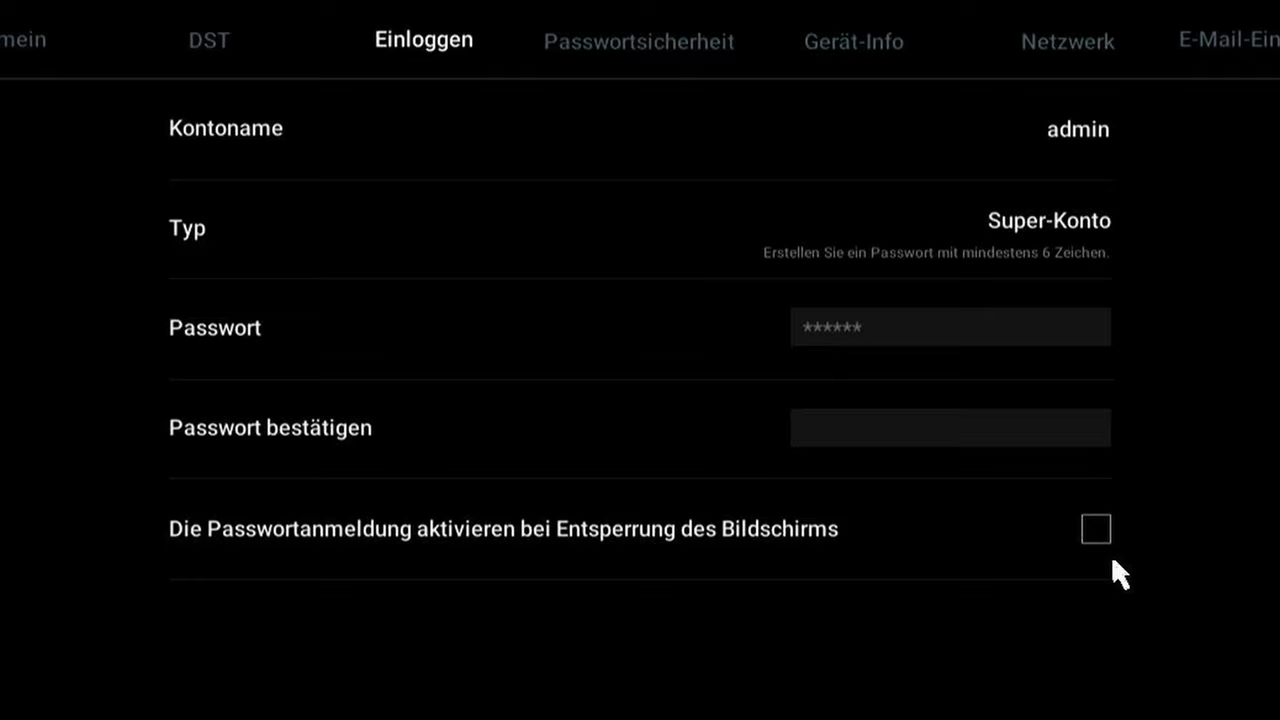 mein DST Einloggen Passwortsicherheit Gerät-Info Netzwerk E-Mail-Ein
Kontoname admin
Typ Super-Konto
Erstellen Sie ein Passwort mit mindestens 6 Zeichen.
Passwort ******
Passwort bestätigen
Die Passwortanmeldung aktivieren bei Entsperrung des Bildschirms